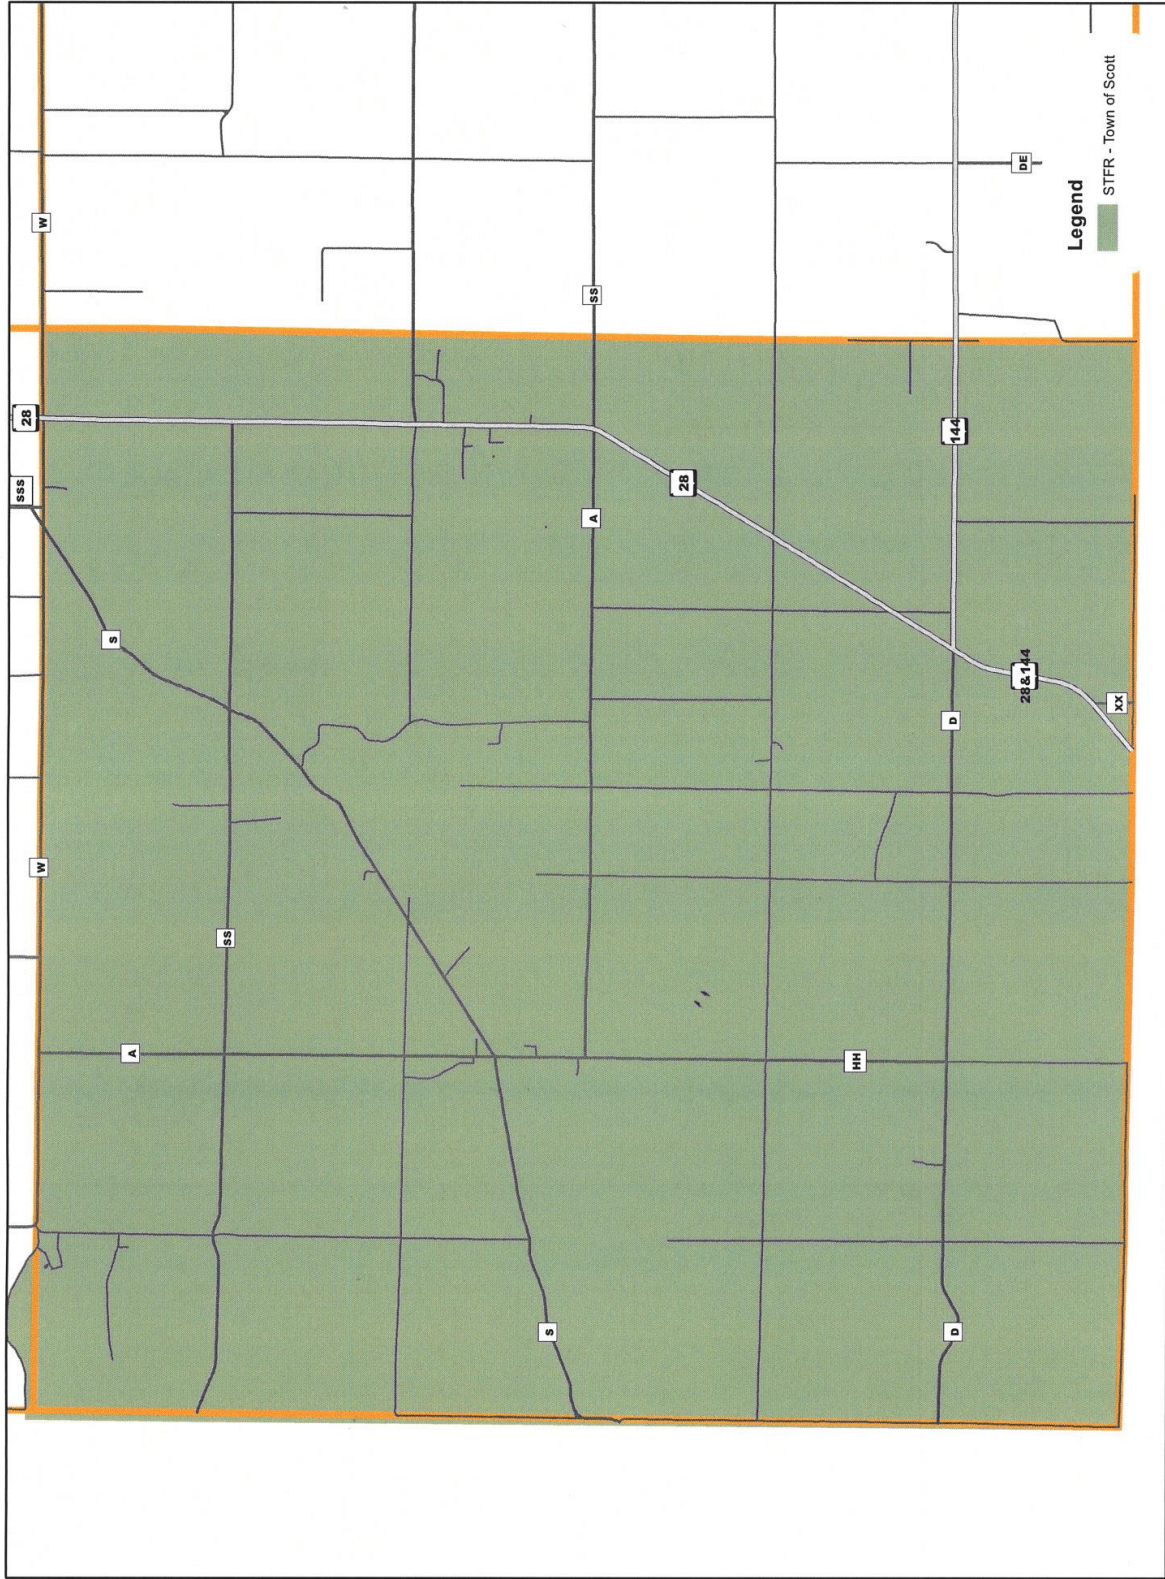 W
28
SSS
S
W
SS
A
SS
A
28
HH
S
144
28&144
D
XX
D
DE
Legend
STFR - Town of Scott